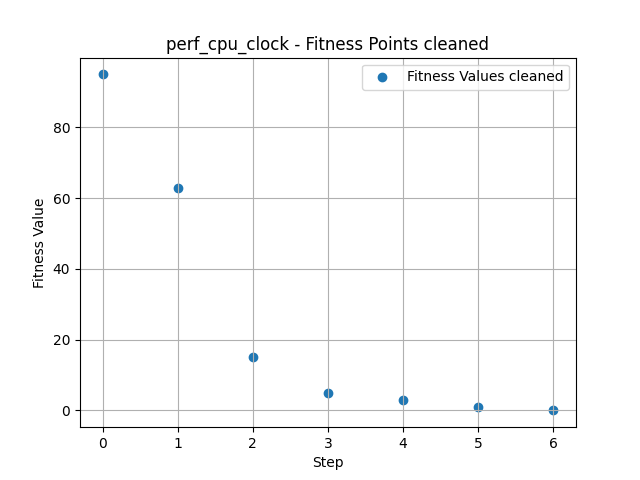 perf_cpu_clock - Fitness Points cleaned
Fitness Values cleaned
Fitness Value
80
60
40
20
0
0 1 2 3 4 5 6
Step